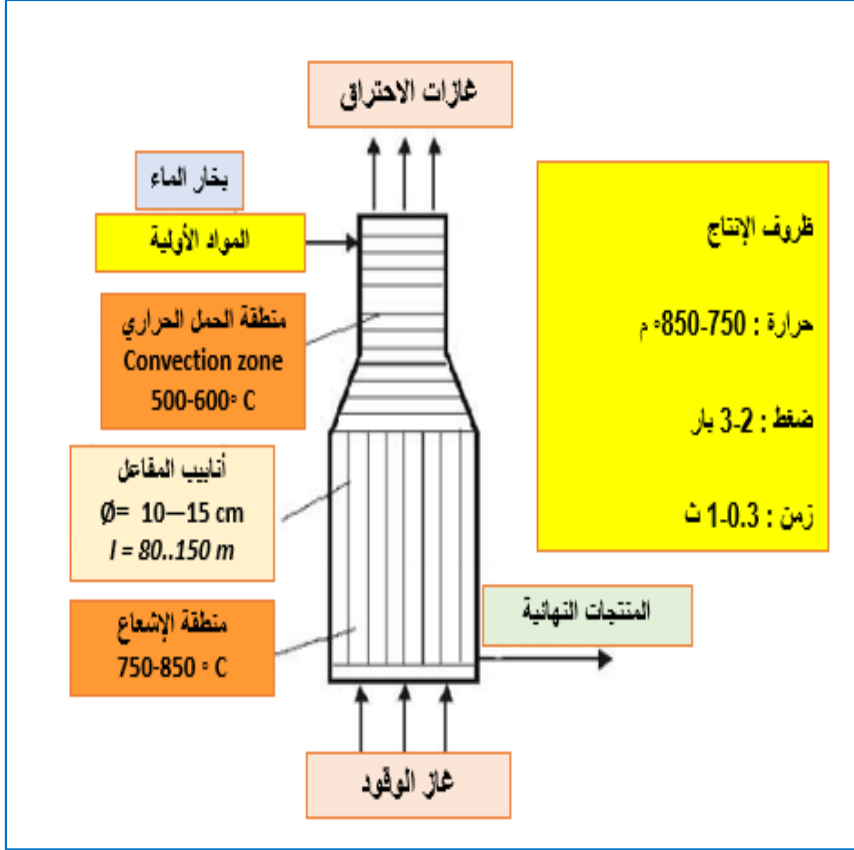 غازات الاحتراق
بخار الماء
المواد الأولية
منطقة الحمل الحراري
Convection zone
500-600◦ C
أنابيب المفاعل
Ø= 10—15 cm
l = 80..150 m
منطقة الإشعاع
750-850 ◦ C
ظروف الإنتاج
حرارة : 750-850◦ م
ضغط : 2-3 بار
زمن : 0.3-1 ث
المنتجات النهائية
غاز الوقود